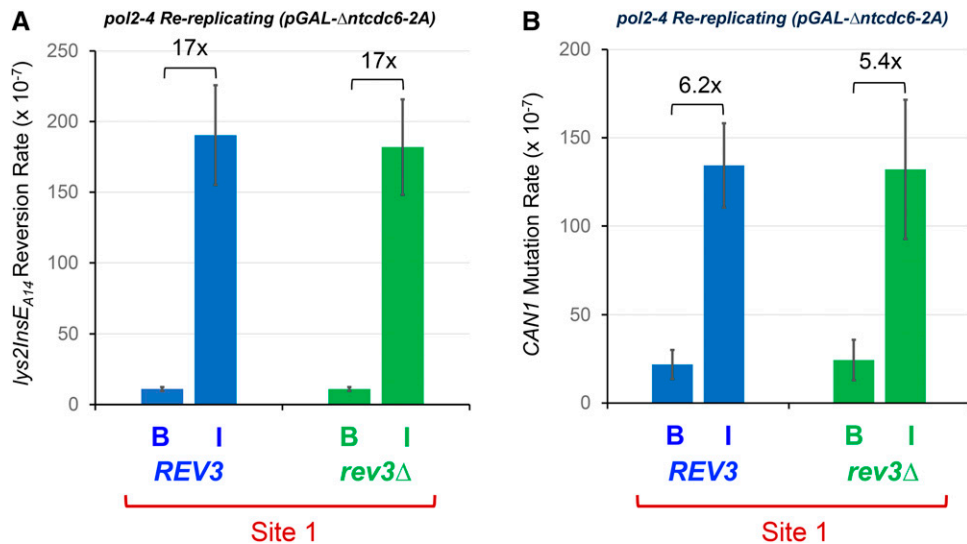 A
pol2-4 Re-replicating (pGAL-Δntcdc6-2A)
lys2InsE_A14 Reversion Rate (x 10⁻⁷)
250
200
150
100
50
0
17x
17x
B I B I
REV3 rev3Δ
Site 1
B
pol2-4 Re-replicating (pGAL-Δntcdc6-2A)
CAN1 Mutation Rate (x 10⁻⁷)
200
150
100
50
0
6.2x
5.4x
B I B I
REV3 rev3Δ
Site 1